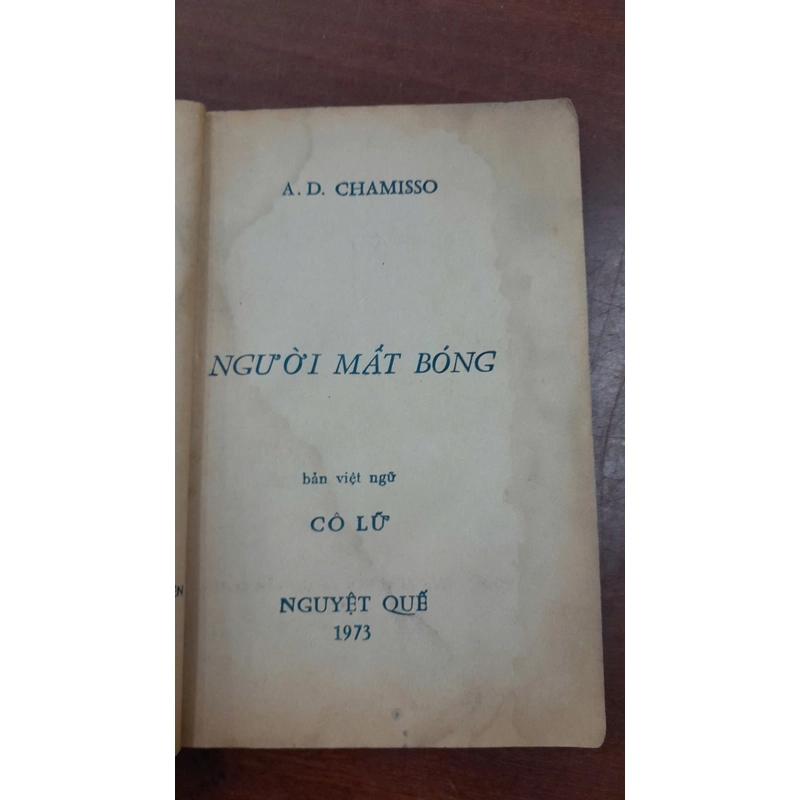 A. D. CHAMISSO
NGƯỜI MẤT BÓNG
bản việt ngữ
CÔ LỮ
NGUYỆT QUẾ
1973